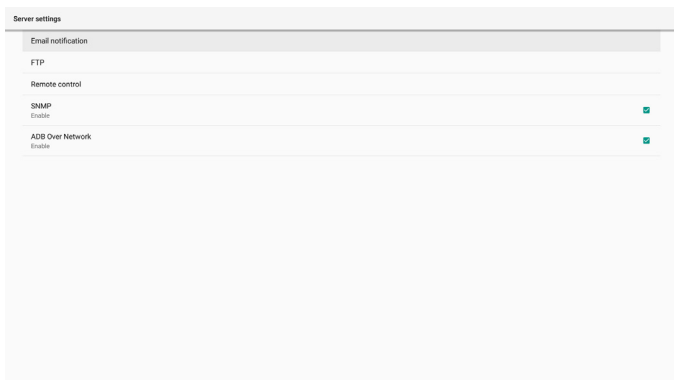 Server settings
Email notification
FTP
Remote control
SNMP
Enable
ADB Over Network
Enable